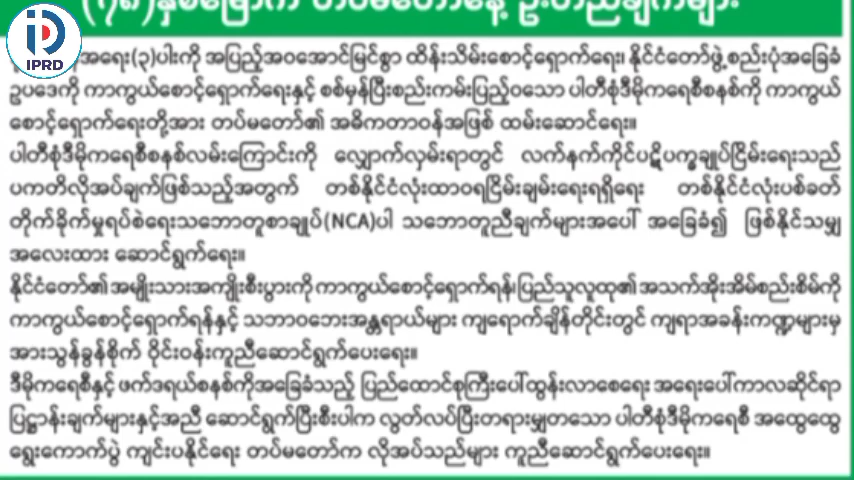 (၇၈)နှစ်မြောက် တပ်မတော်နေ့ ဦးတည်ချက်များ
IPRD
အရေး(၃)ပါးကို အပြည့်အဝအောင်မြင်စွာ ထိန်းသိမ်းစောင့်ရှောက်ရေး၊ နိုင်ငံတော်ဖွဲ့စည်းပုံအခြေခံ
ဥပဒေကို ကာကွယ်စောင့်ရှောက်ရေးနှင့် စစ်မှန်ပြီးစည်းကမ်းပြည့်ဝသော ပါတီစုံဒီမိုကရေစီစနစ်ကို ကာကွယ်
စောင့်ရှောက်ရေးတို့အား တပ်မတော်၏ အဓိကတာဝန်အဖြစ် ထမ်းဆောင်ရေး။
ပါတီစုံဒီမိုကရေစီစနစ်လမ်းကြောင်းကို လျှောက်လှမ်းရာတွင် လက်နက်ကိုင်ပဋိပက္ခချုပ်ငြိမ်းရေးသည်
ပကတိလိုအပ်ချက်ဖြစ်သည့်အတွက် တစ်နိုင်ငံလုံးထာဝရငြိမ်းချမ်းရေးရရှိရေး တစ်နိုင်ငံလုံးပစ်ခတ်
တိုက်ခိုက်မှုရပ်စဲရေးသဘောတူစာချုပ်(NCA)ပါ သဘောတူညီချက်များအပေါ် အခြေခံ၍ ဖြစ်နိုင်သမျှ
အလေးထား ဆောင်ရွက်ရေး။
နိုင်ငံတော်၏ အမျိုးသားအကျိုးစီးပွားကို ကာကွယ်စောင့်ရှောက်ရန်၊ ပြည်သူလူထု၏ အသက်အိုးအိမ်စည်းစိမ်ကို
ကာကွယ်စောင့်ရှောက်ရန်နှင့် သဘာဝဘေးအန္တရာယ်များ ကျရောက်ချိန်တိုင်းတွင် ကျရာအခန်းကဏ္ဍများမှ
အားသွန်ခွန်စိုက် ဝိုင်းဝန်းကူညီဆောင်ရွက်ပေးရေး။
ဒီမိုကရေစီနှင့် ဖက်ဒရယ်စနစ်ကိုအခြေခံသည့် ပြည်ထောင်စုကြီးပေါ်ထွန်းလာစေရေး အရေးပေါ်ကာလဆိုင်ရာ
ပြဋ္ဌာန်းချက်များနှင့်အညီ ဆောင်ရွက်ပြီးစီးပါက လွတ်လပ်ပြီးတရားမျှတသော ပါတီစုံဒီမိုကရေစီ အထွေထွေ
ရွေးကောက်ပွဲ ကျင်းပနိုင်ရေး တပ်မတော်က လိုအပ်သည်များ ကူညီဆောင်ရွက်ပေးရေး။